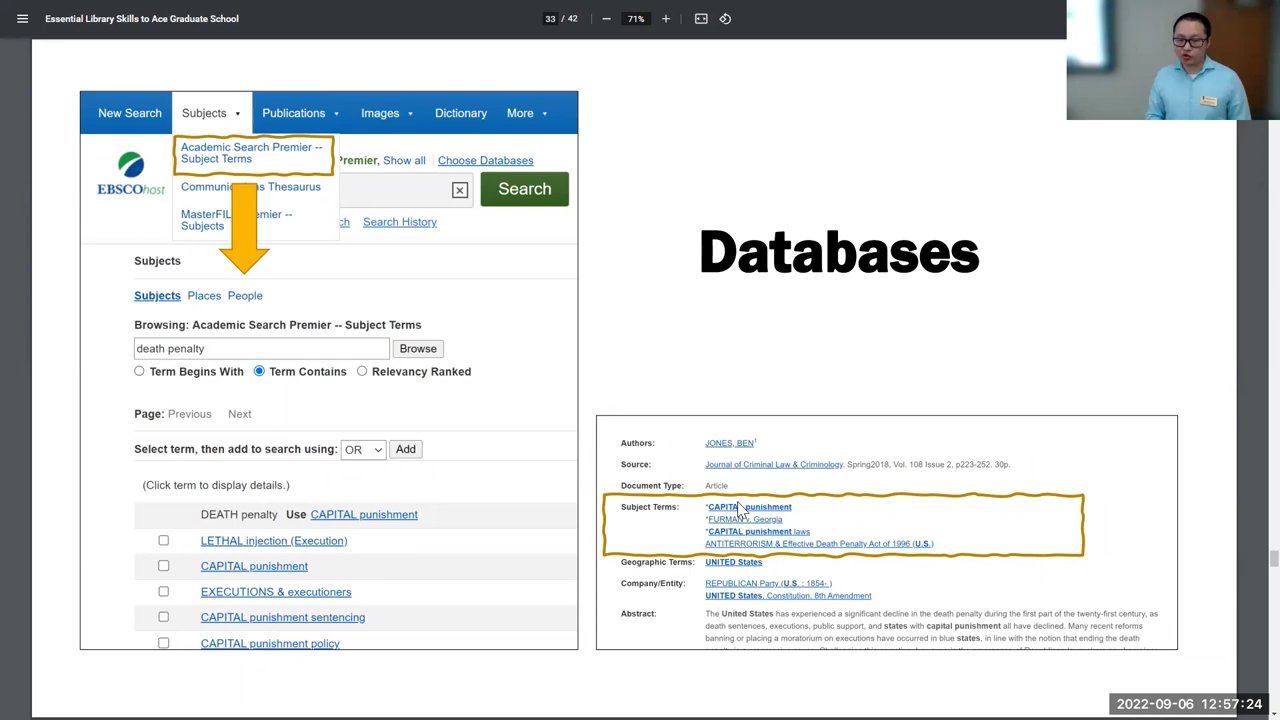 Essential Library Skills to Ace Graduate School
33 / 42
71%
New Search Subjects Publications Images Dictionary More
Academic Search Premier --
Subject Terms
Premier, Show all Choose Databases
EBSCOhost
Communications Thesaurus
Search
MasterFILE Premier --
Subjects
Search History
Subjects
Subjects Places People
Browsing: Academic Search Premier -- Subject Terms
death penalty Browse
Term Begins With Term Contains Relevancy Ranked
Page: Previous Next
Select term, then add to search using: OR Add
(Click term to display details.)
DEATH penalty Use CAPITAL punishment
LETHAL injection (Execution)
CAPITAL punishment
EXECUTIONS & executioners
CAPITAL punishment sentencing
CAPITAL punishment policy
Databases
Authors: JONES, BEN1
Source: Journal of Criminal Law & Criminology. Spring2018, Vol. 108 Issue 2, p223-252. 30p.
Document Type: Article
Subject Terms: *CAPITAL punishment
*FURMAN v. Georgia
*CAPITAL punishment laws
ANTITERRORISM & Effective Death Penalty Act of 1996 (U.S.)
Geographic Terms: UNITED States
Company/Entity: REPUBLICAN Party (U.S. : 1854- )
UNITED States. Constitution. 8th Amendment
Abstract: The United States has experienced a significant decline in the death penalty during the first part of the twenty-first century, as
death sentences, executions, public support, and states with capital punishment all have declined. Many recent reforms
banning or placing a moratorium on executions have occurred in blue states, in line with the notion that ending the death
2022-09-06 12:57:24